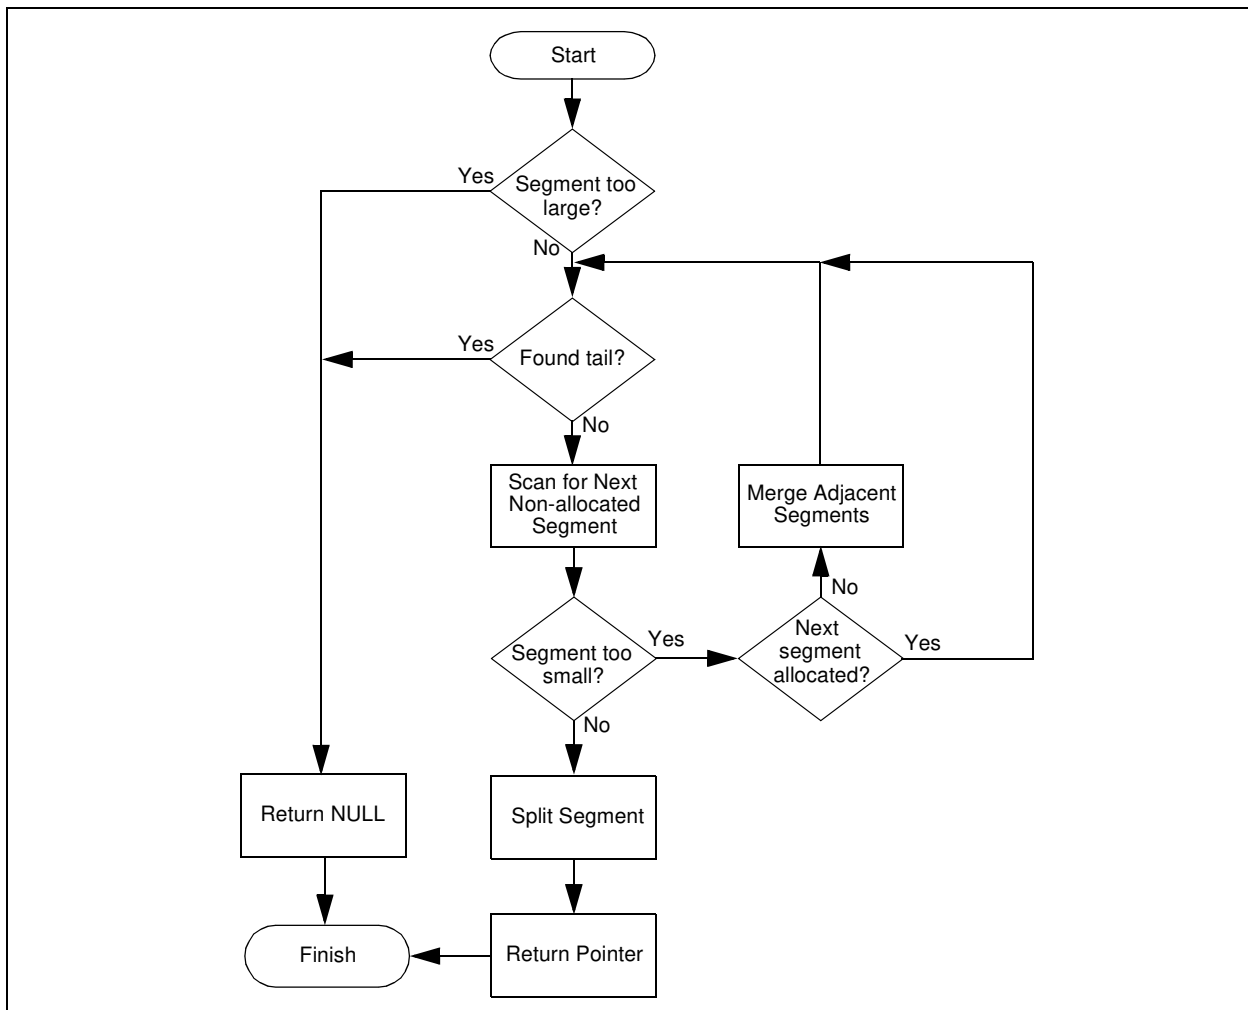 Start
Yes
Segment too
large?
No
Yes
Found tail?
No
Scan for Next
Non-allocated
Segment
Merge Adjacent
Segments
No
Segment too
small?
Yes
Next
segment
allocated?
Yes
No
Return NULL
Split Segment
Finish
Return Pointer